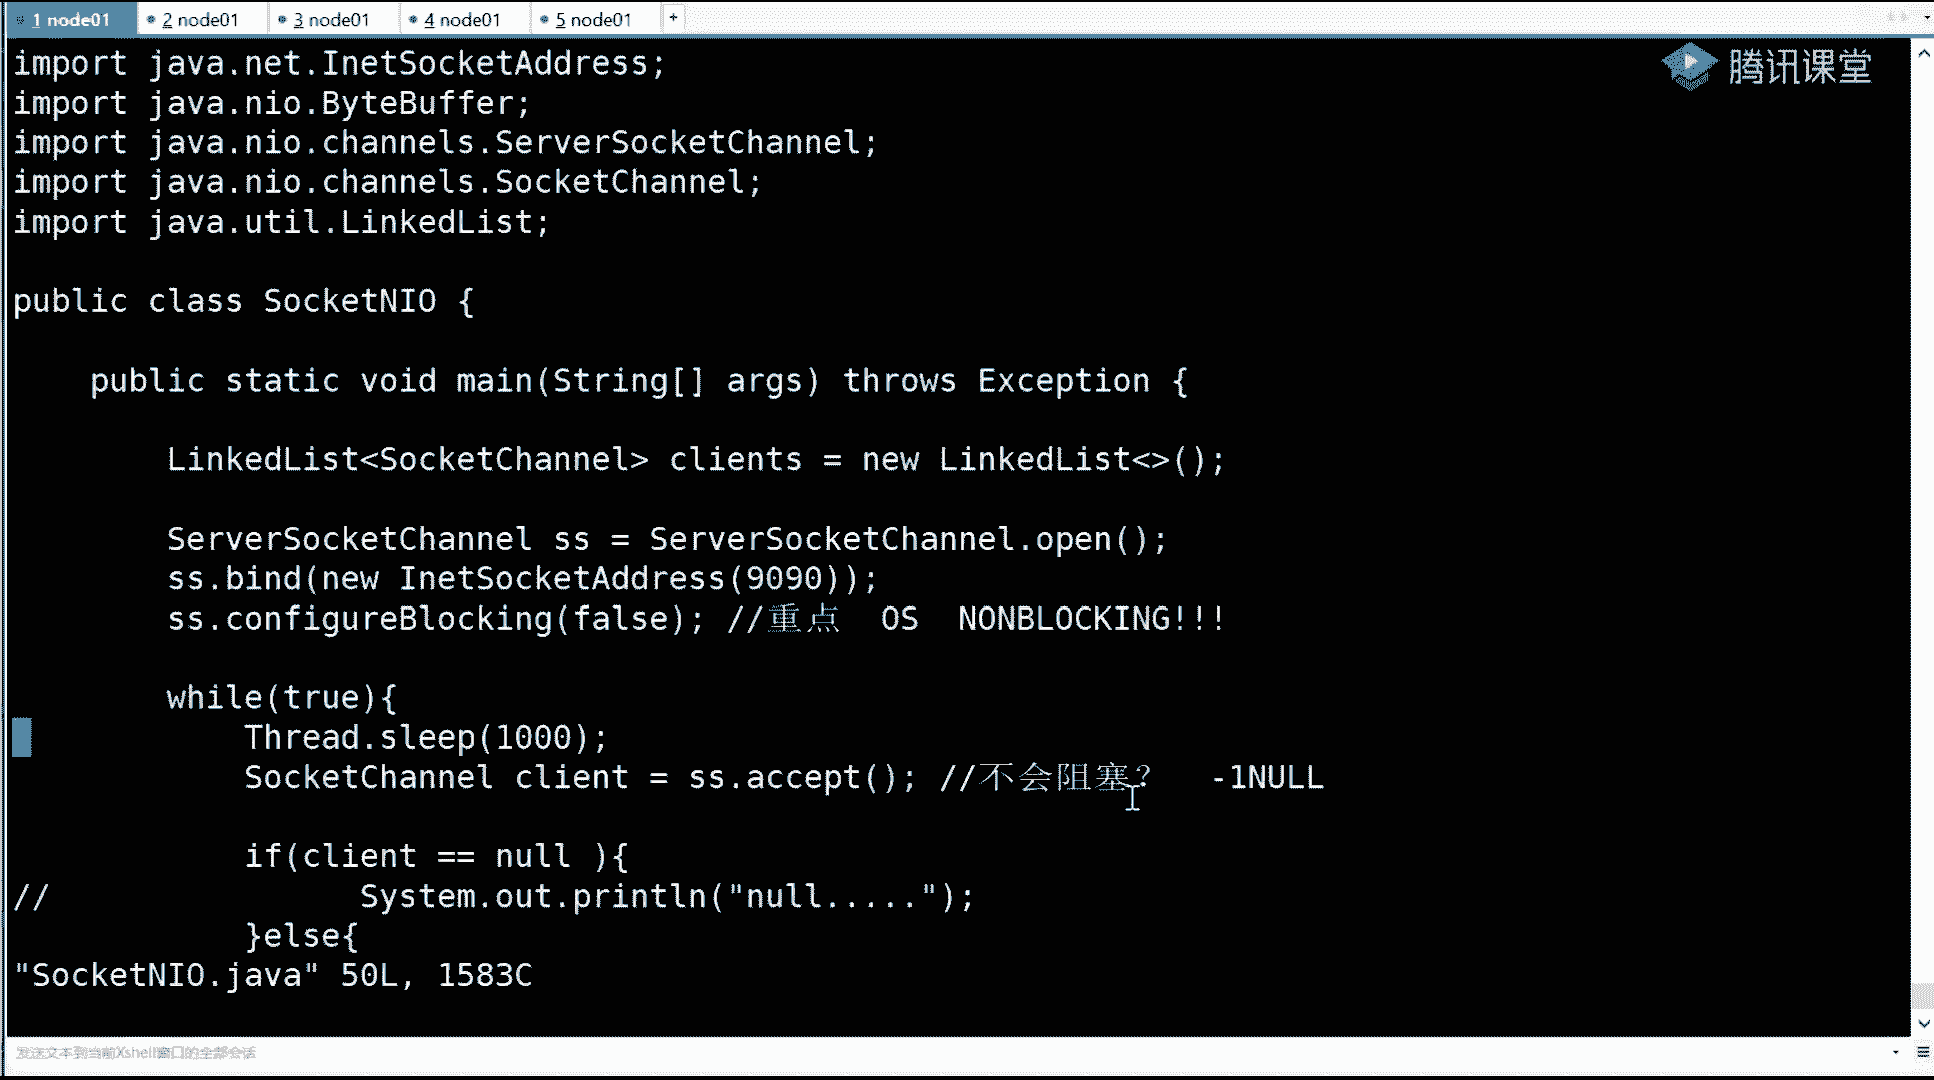 1 node01
2 node01
3 node01
4 node01
5 node01
+
腾讯课堂
import java.net.InetSocketAddress;
import java.nio.ByteBuffer;
import java.nio.channels.ServerSocketChannel;
import java.nio.channels.SocketChannel;
import java.util.LinkedList;
public class SocketNIO {
public static void main(String[] args) throws Exception {
LinkedList<SocketChannel> clients = new LinkedList<>();
ServerSocketChannel ss = ServerSocketChannel.open();
ss.bind(new InetSocketAddress(9090));
ss.configureBlocking(false); //重点 OS NONBLOCKING!!!
while(true){
Thread.sleep(1000);
SocketChannel client = ss.accept(); //不会阻塞? -1NULL
if(client == null ){
// System.out.println("null.....");
}else{
"SocketNIO.java" 50L, 1583C
发送文本到当前Xshell窗口的全部会话